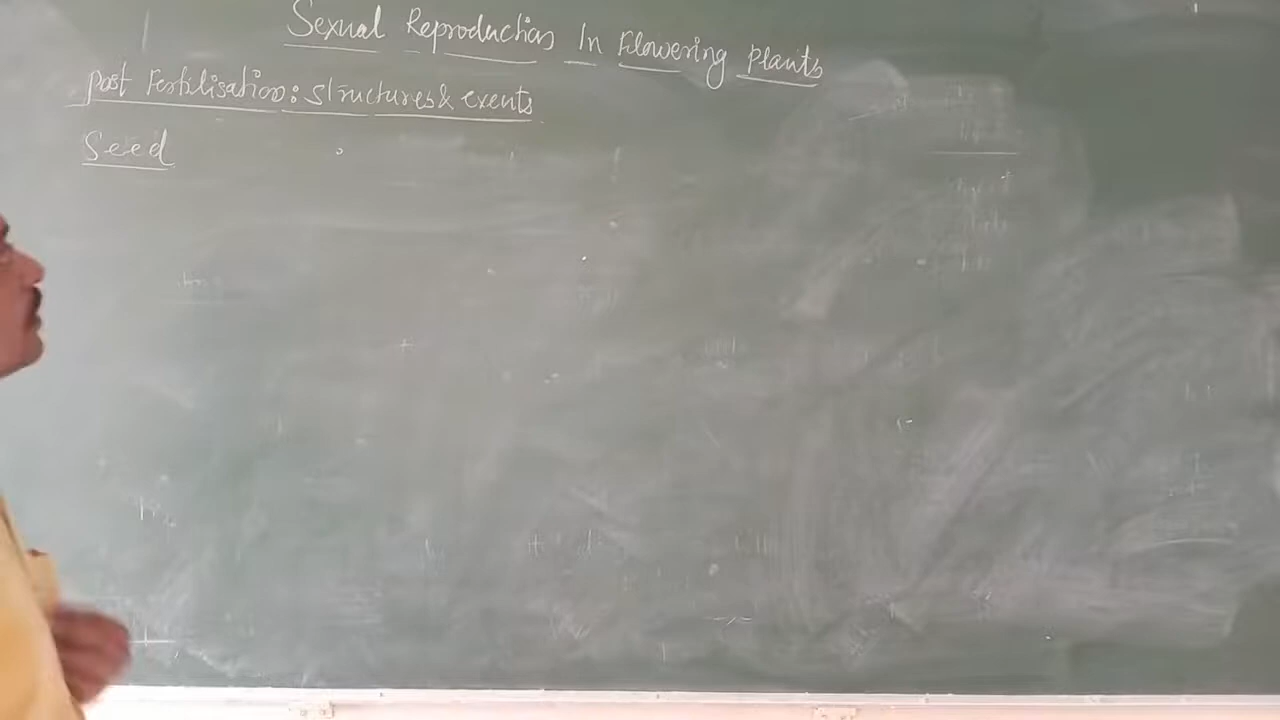 Sexual Reproduction In Flowering Plants
Post Fertilisation: Structures & events
Seed